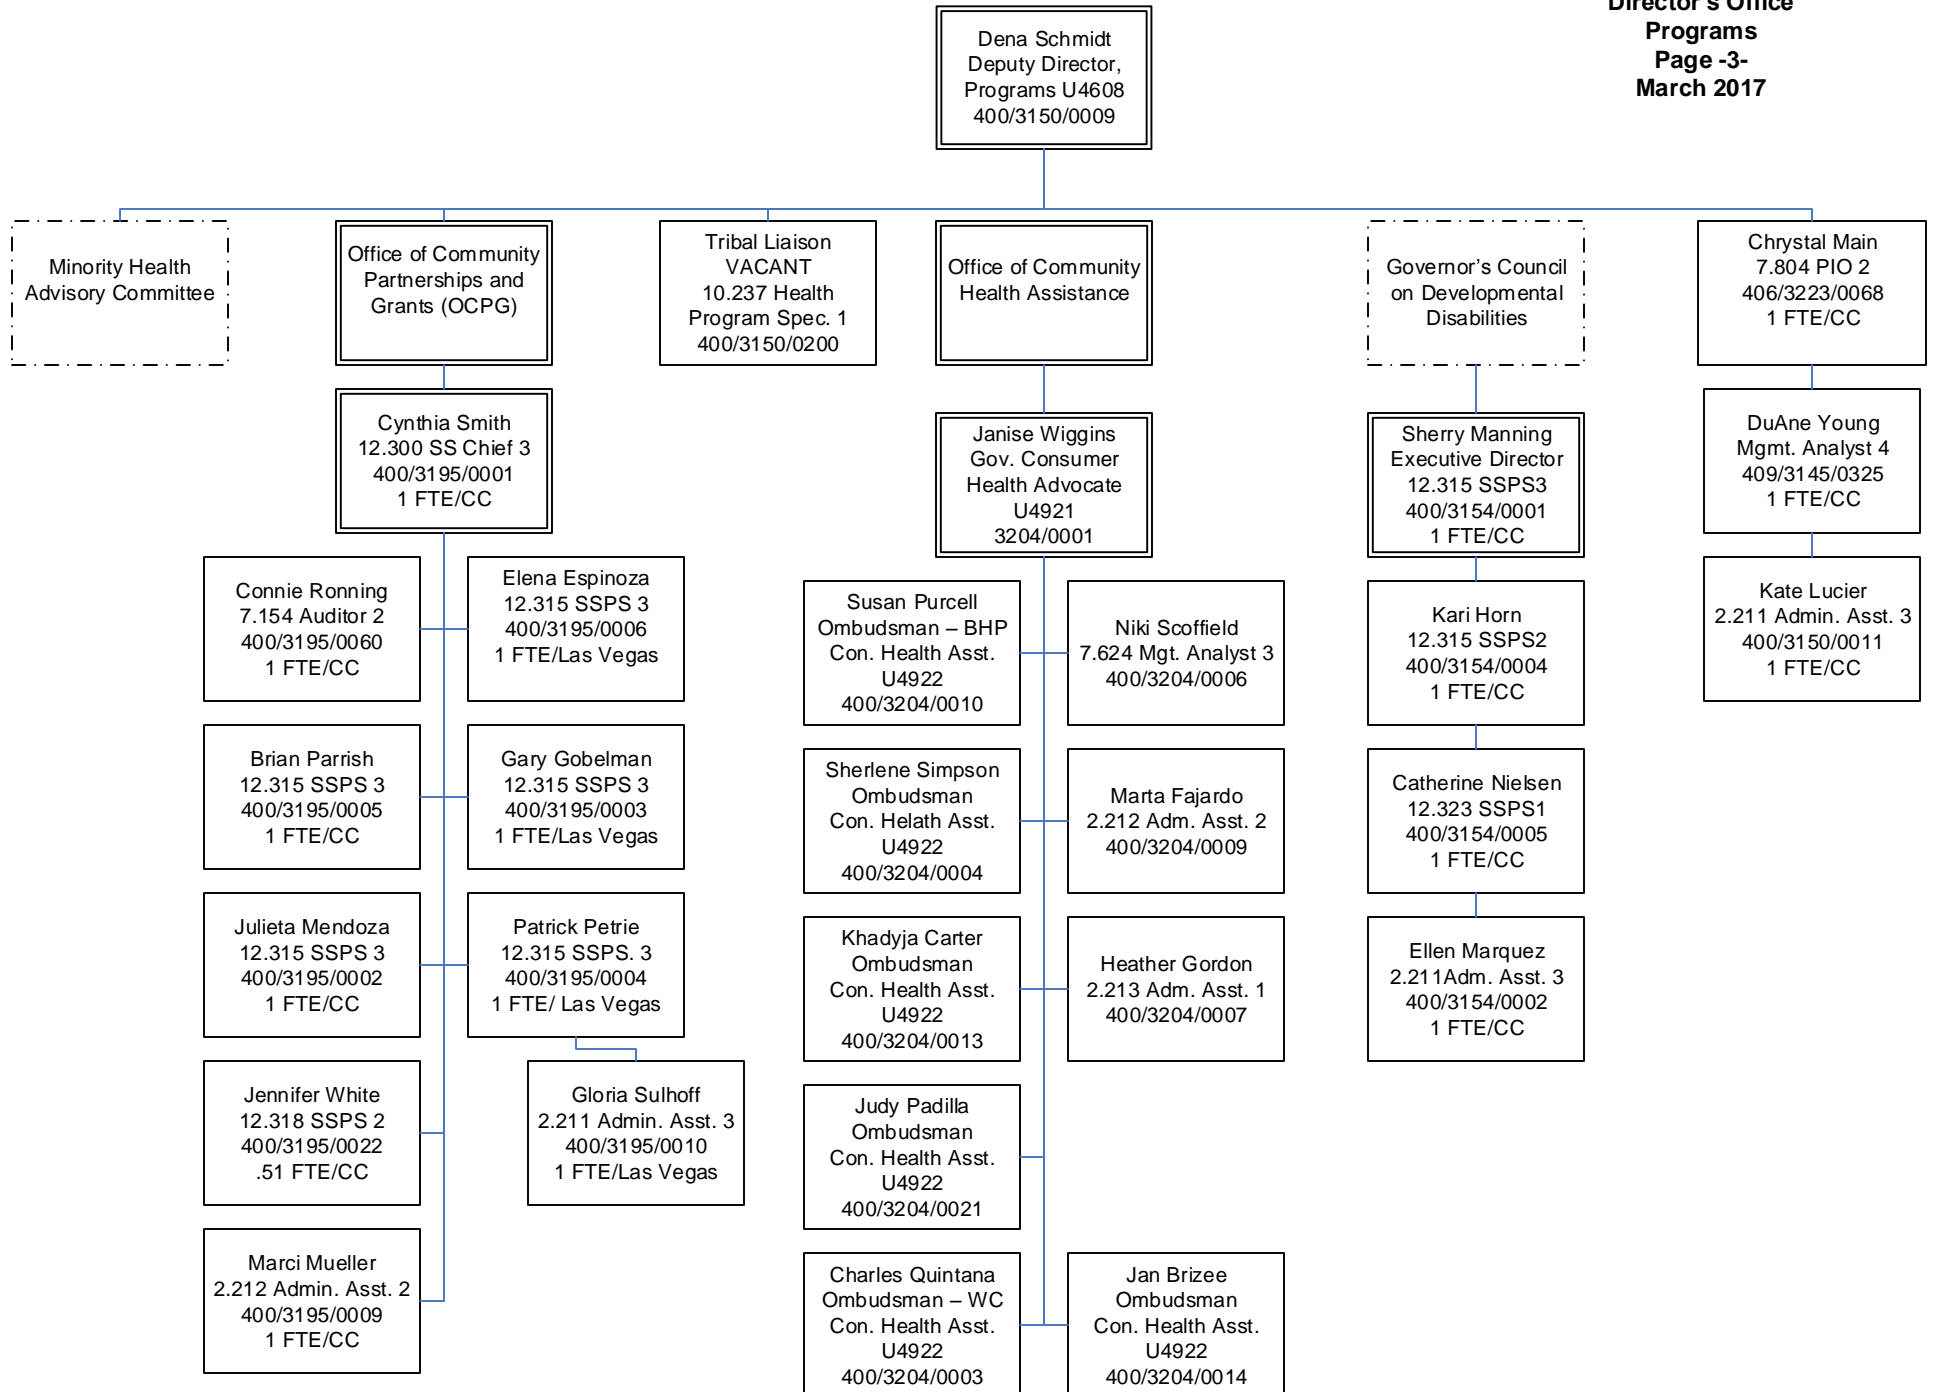 Director's Office
Programs
Page -3-
March 2017
Dena Schmidt
Deputy Director,
Programs U4608
400/3150/0009
Minority Health
Advisory Committee
Office of Community
Partnerships and
Grants (OCPG)
Tribal Liaison
VACANT
10.237 Health
Program Spec. 1
400/3150/0200
Office of Community
Health Assistance
Governor's Council
on Developmental
Disabilities
Chrystal Main
7.804 PIO 2
406/3223/0068
1 FTE/CC
Cynthia Smith
12.300 SS Chief 3
400/3195/0001
1 FTE/CC
Janise Wiggins
Gov. Consumer
Health Advocate
U4921
3204/0001
Sherry Manning
Executive Director
12.315 SSPS3
400/3154/0001
1 FTE/CC
DuAne Young
Mgmt. Analyst 4
409/3145/0325
1 FTE/CC
Connie Ronning
7.154 Auditor 2
400/3195/0060
1 FTE/CC
Elena Espinoza
12.315 SSPS 3
400/3195/0006
1 FTE/Las Vegas
Susan Purcell
Ombudsman – BHP
Con. Health Asst.
U4922
400/3204/0010
Niki Scoffield
7.624 Mgt. Analyst 3
400/3204/0006
Kari Horn
12.315 SSPS2
400/3154/0004
1 FTE/CC
Kate Lucier
2.211 Admin. Asst. 3
400/3150/0011
1 FTE/CC
Brian Parrish
12.315 SSPS 3
400/3195/0005
1 FTE/CC
Gary Gobelman
12.315 SSPS 3
400/3195/0003
1 FTE/Las Vegas
Sherlene Simpson
Ombudsman
Con. Helath Asst.
U4922
400/3204/0004
Marta Fajardo
2.212 Adm. Asst. 2
400/3204/0009
Catherine Nielsen
12.323 SSPS1
400/3154/0005
1 FTE/CC
Julieta Mendoza
12.315 SSPS 3
400/3195/0002
1 FTE/CC
Patrick Petrie
12.315 SSPS. 3
400/3195/0004
1 FTE/ Las Vegas
Khadyja Carter
Ombudsman
Con. Health Asst.
U4922
400/3204/0013
Heather Gordon
2.213 Adm. Asst. 1
400/3204/0007
Ellen Marquez
2.211Adm. Asst. 3
400/3154/0002
1 FTE/CC
Jennifer White
12.318 SSPS 2
400/3195/0022
.51 FTE/CC
Gloria Sulhoff
2.211 Admin. Asst. 3
400/3195/0010
1 FTE/Las Vegas
Judy Padilla
Ombudsman
Con. Health Asst.
U4922
400/3204/0021
Marci Mueller
2.212 Admin. Asst. 2
400/3195/0009
1 FTE/CC
Charles Quintana
Ombudsman – WC
Con. Health Asst.
U4922
400/3204/0003
Jan Brizee
Ombudsman
Con. Health Asst.
U4922
400/3204/0014